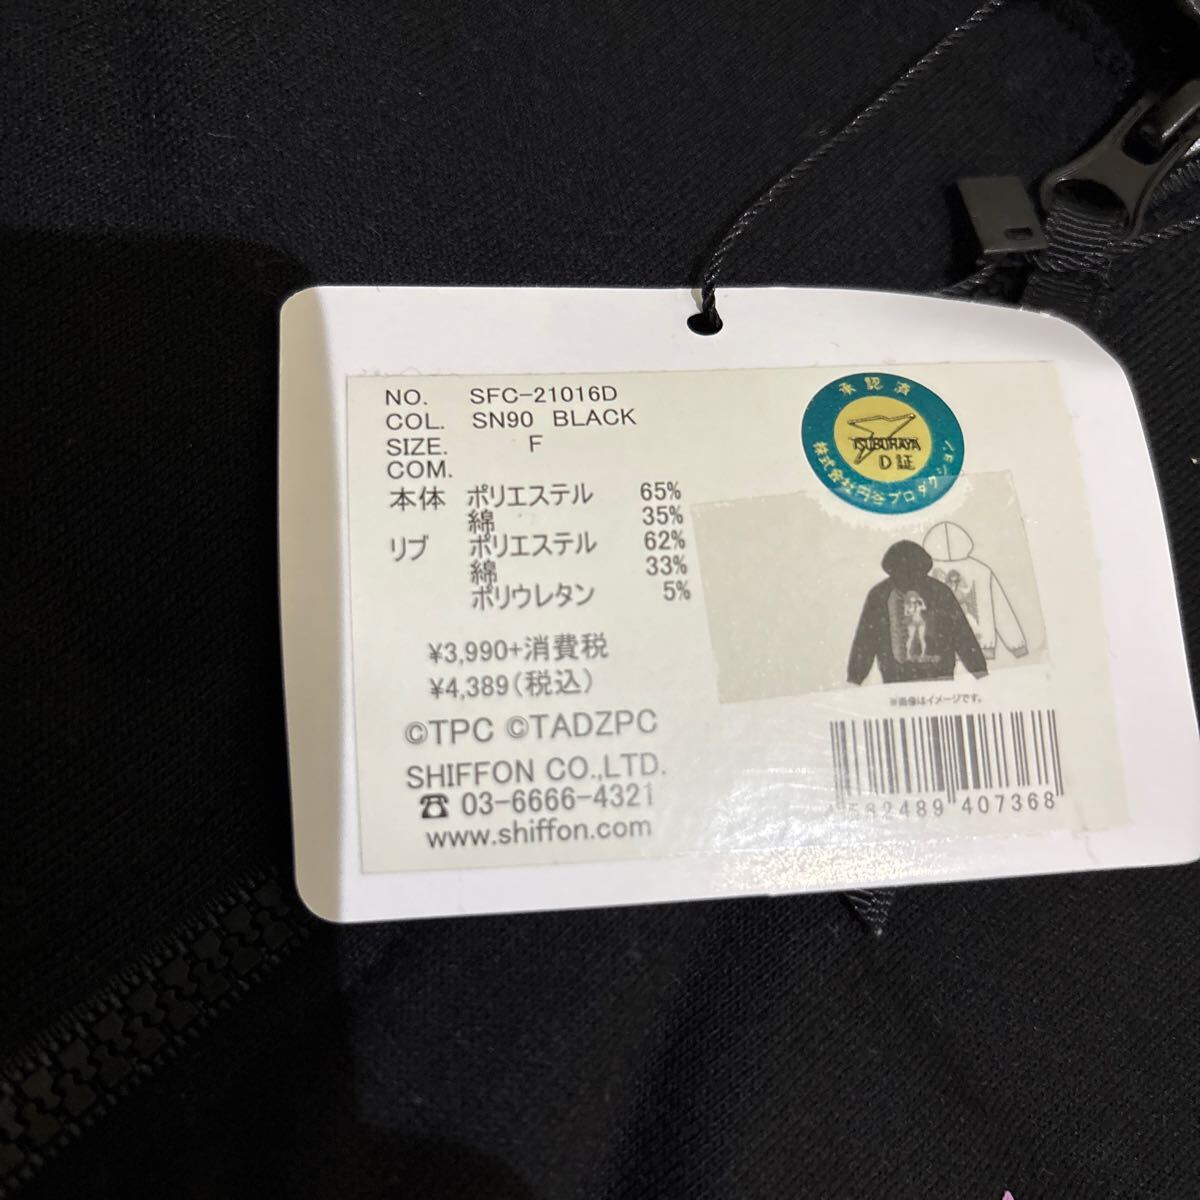 NO. SFC-21016D
COL. SN90 BLACK
SIZE. F
COM.
本体 ポリエステル 65%
綿 35%
リブ ポリエステル 62%
綿 33%
ポリウレタン 5%
¥3,990+消費税
¥4,389(税込)
©TPC ©TADZPC
SHIFFON CO.,LTD.
☎ 03-6666-4321
www.shiffon.com
承認済
TSUBURAYA
D証
株式会社円谷プロダクション
※画像はイメージです。
4 582489 407368